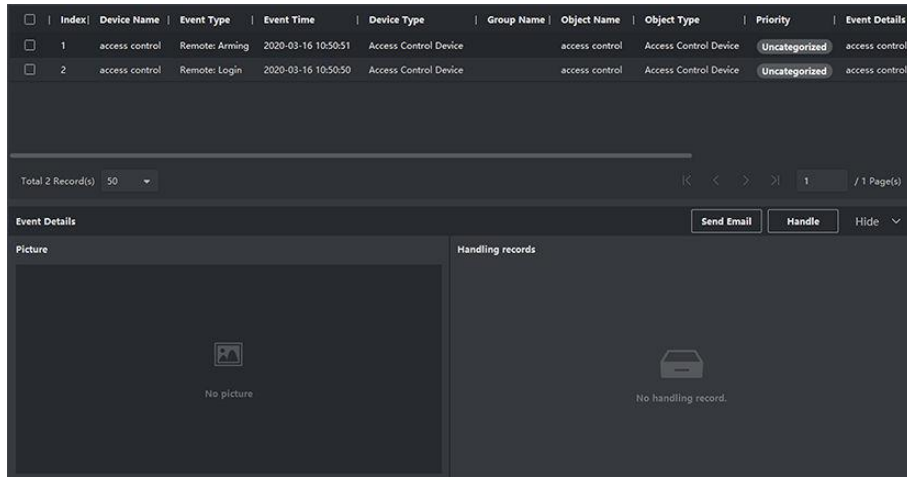 Index Device Name Event Type Event Time Device Type Group Name Object Name Object Type Priority Event Details
1 access control Remote: Arming 2020-03-16 10:50:51 Access Control Device access control Access Control Device Uncategorized access control
2 access control Remote: Login 2020-03-16 10:50:50 Access Control Device access control Access Control Device Uncategorized access control
Total 2 Record(s) 50 1 / 1 Page(s)
Event Details Send Email Handle Hide
Picture Handling records
No picture No handling record.